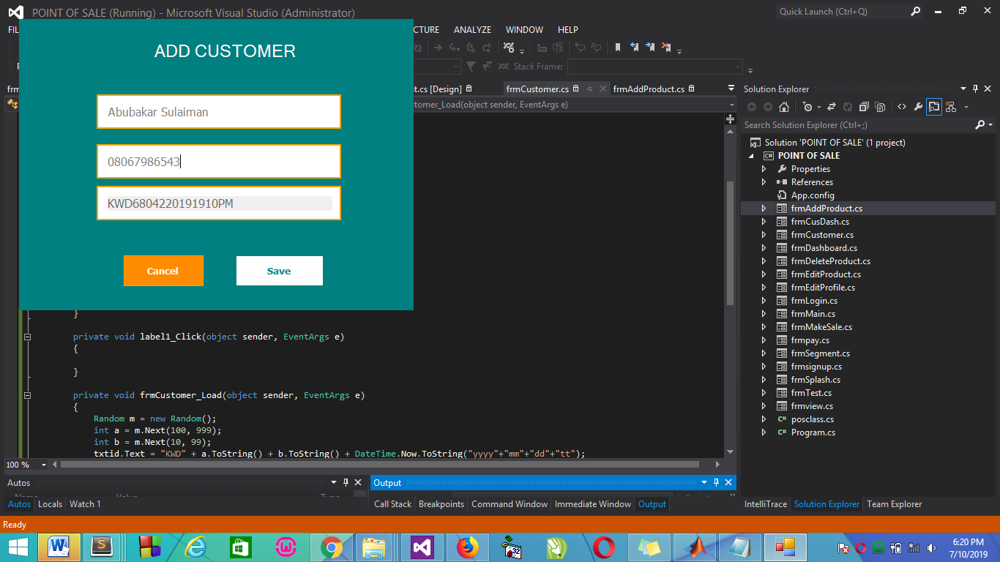 POINT OF SALE (Running) - Microsoft Visual Studio (Administrator)
Quick Launch (Ctrl+Q)
ANALYZE WINDOW HELP
ADD CUSTOMER
Abubakar Sulaiman
08067986543
KWD6804220191910PM
Cancel Save
Stack Frame:
t.cs [Design] frmCustomer.cs frmAddProduct.cs
tomer_Load(object sender, EventArgs e)
}
private void label1_Click(object sender, EventArgs e)
{
}
private void frmCustomer_Load(object sender, EventArgs e)
{
Random m = new Random();
int a = m.Next(100, 999);
int b = m.Next(10, 99);
txtid.Text = "KWD" + a.ToString() + b.ToString() + DateTime.Now.ToString("yyyy"+"mm"+"dd"+"tt");
100 %
Autos
Autos Locals Watch 1
Output
Call Stack Breakpoints Command Window Immediate Window Output
Solution Explorer
Search Solution Explorer (Ctrl+;)
Solution 'POINT OF SALE' (1 project)
POINT OF SALE
Properties
References
App.config
frmAddProduct.cs
frmCusDash.cs
frmCustomer.cs
frmDashboard.cs
frmDeleteProduct.cs
frmEditProduct.cs
frmEditProfile.cs
frmLogin.cs
frmMain.cs
frmMakeSale.cs
frmpay.cs
frmSegment.cs
frmsignup.cs
frmSplash.cs
frmTest.cs
frmview.cs
posclass.cs
Program.cs
IntelliTrace Solution Explorer Team Explorer
Ready
6:20 PM
7/10/2019